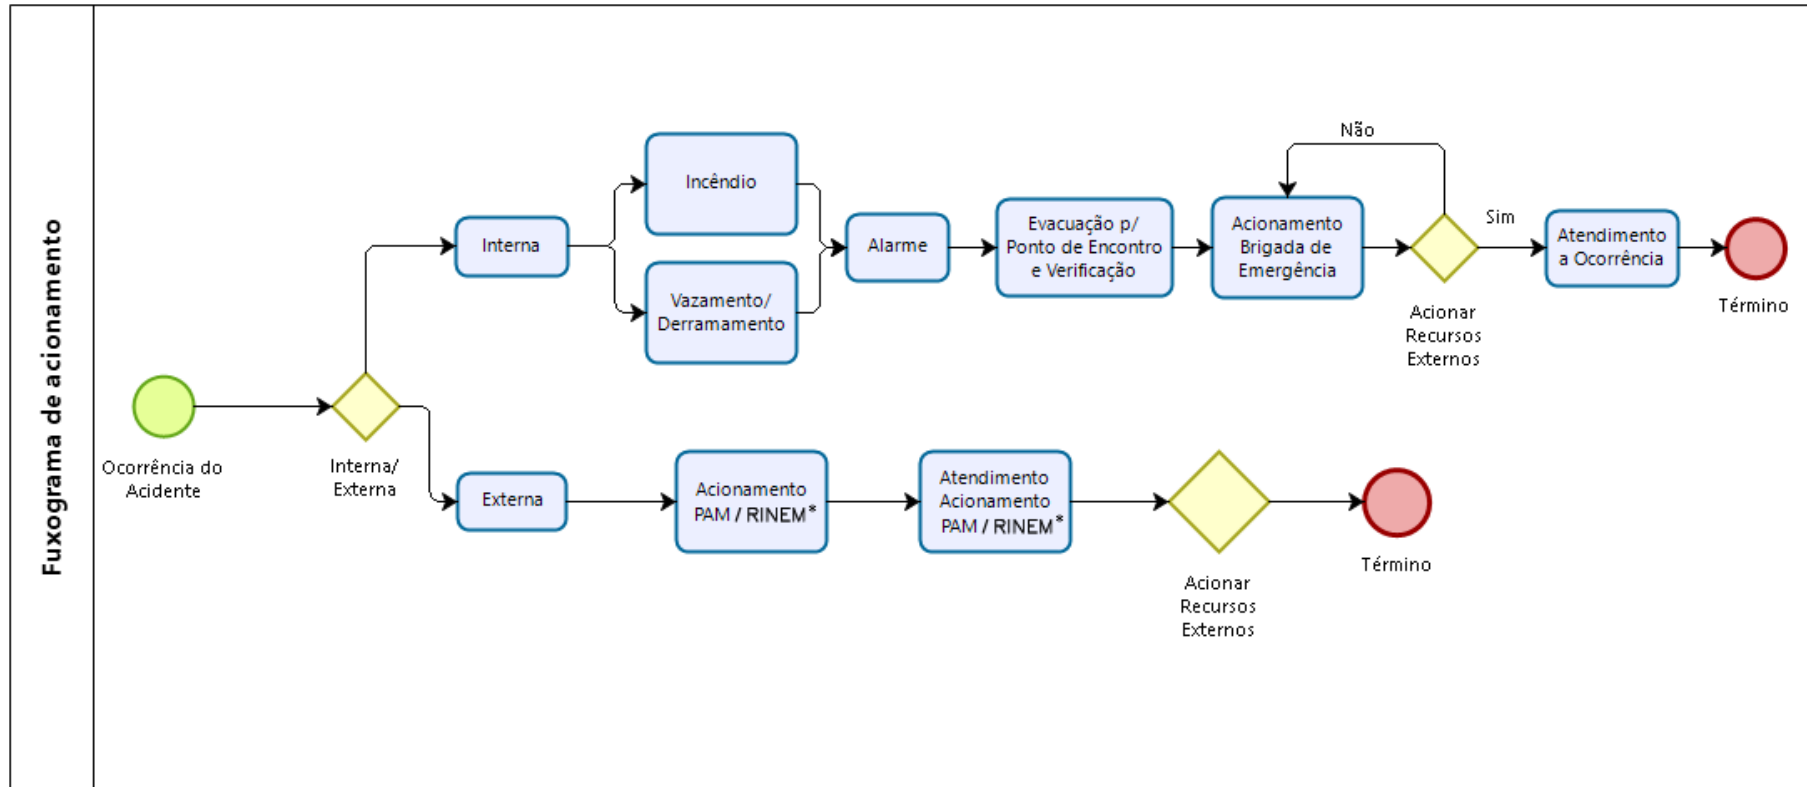 Fuxograma de acionamento
Ocorrência do
Acidente
Interna/
Externa
Interna
Incêndio
Vazamento/
Derramamento
Alarme
Evacuação p/
Ponto de Encontro
e Verificação
Acionamento
Brigada de
Emergência
Não
Acionar
Recursos
Externos
Sim
Atendimento
a Ocorrência
Término
Externa
Acionamento
PAM / RINEM*
Atendimento
Acionamento
PAM / RINEM*
Acionar
Recursos
Externos
Término